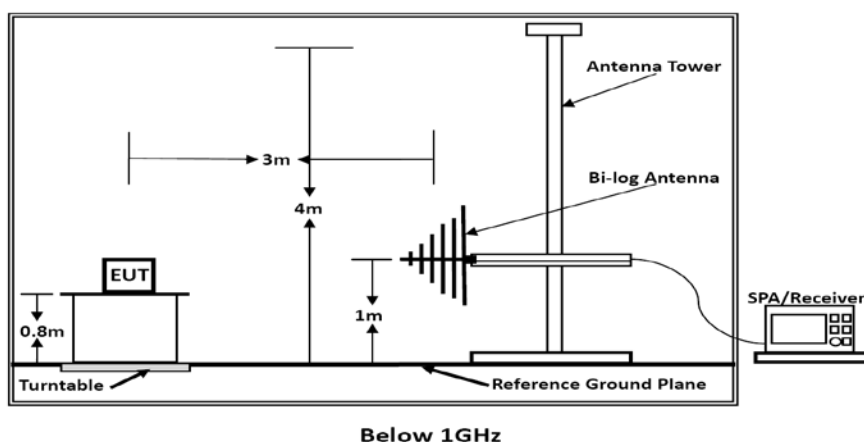 Antenna Tower
3m
Bi-log Antenna
4m
EUT
SPA/Receiver
0.8m
1m
Turntable
Reference Ground Plane
Below 1GHz